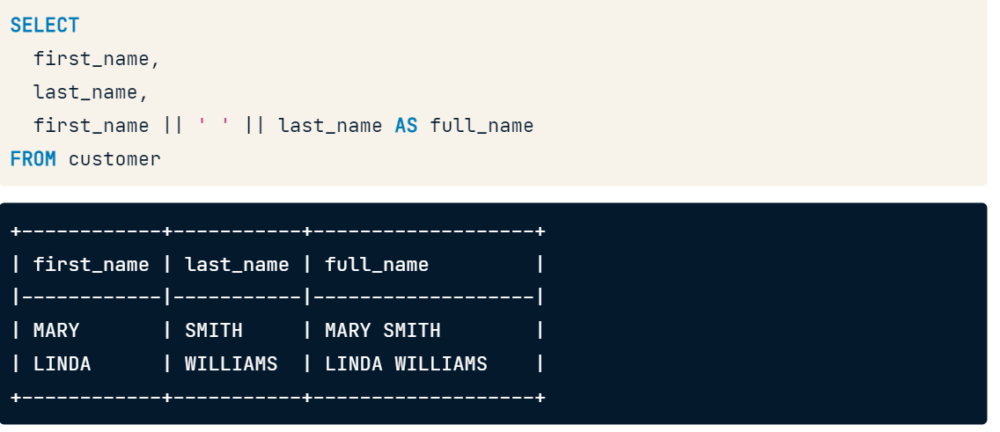 SELECT
  first_name,
  last_name,
  first_name || ' ' || last_name AS full_name
FROM customer
+------------+-----------+-------------------+
| first_name | last_name | full_name         |
|------------|-----------|-------------------|
| MARY       | SMITH     | MARY SMITH        |
| LINDA      | WILLIAMS  | LINDA WILLIAMS    |
+------------+-----------+-------------------+